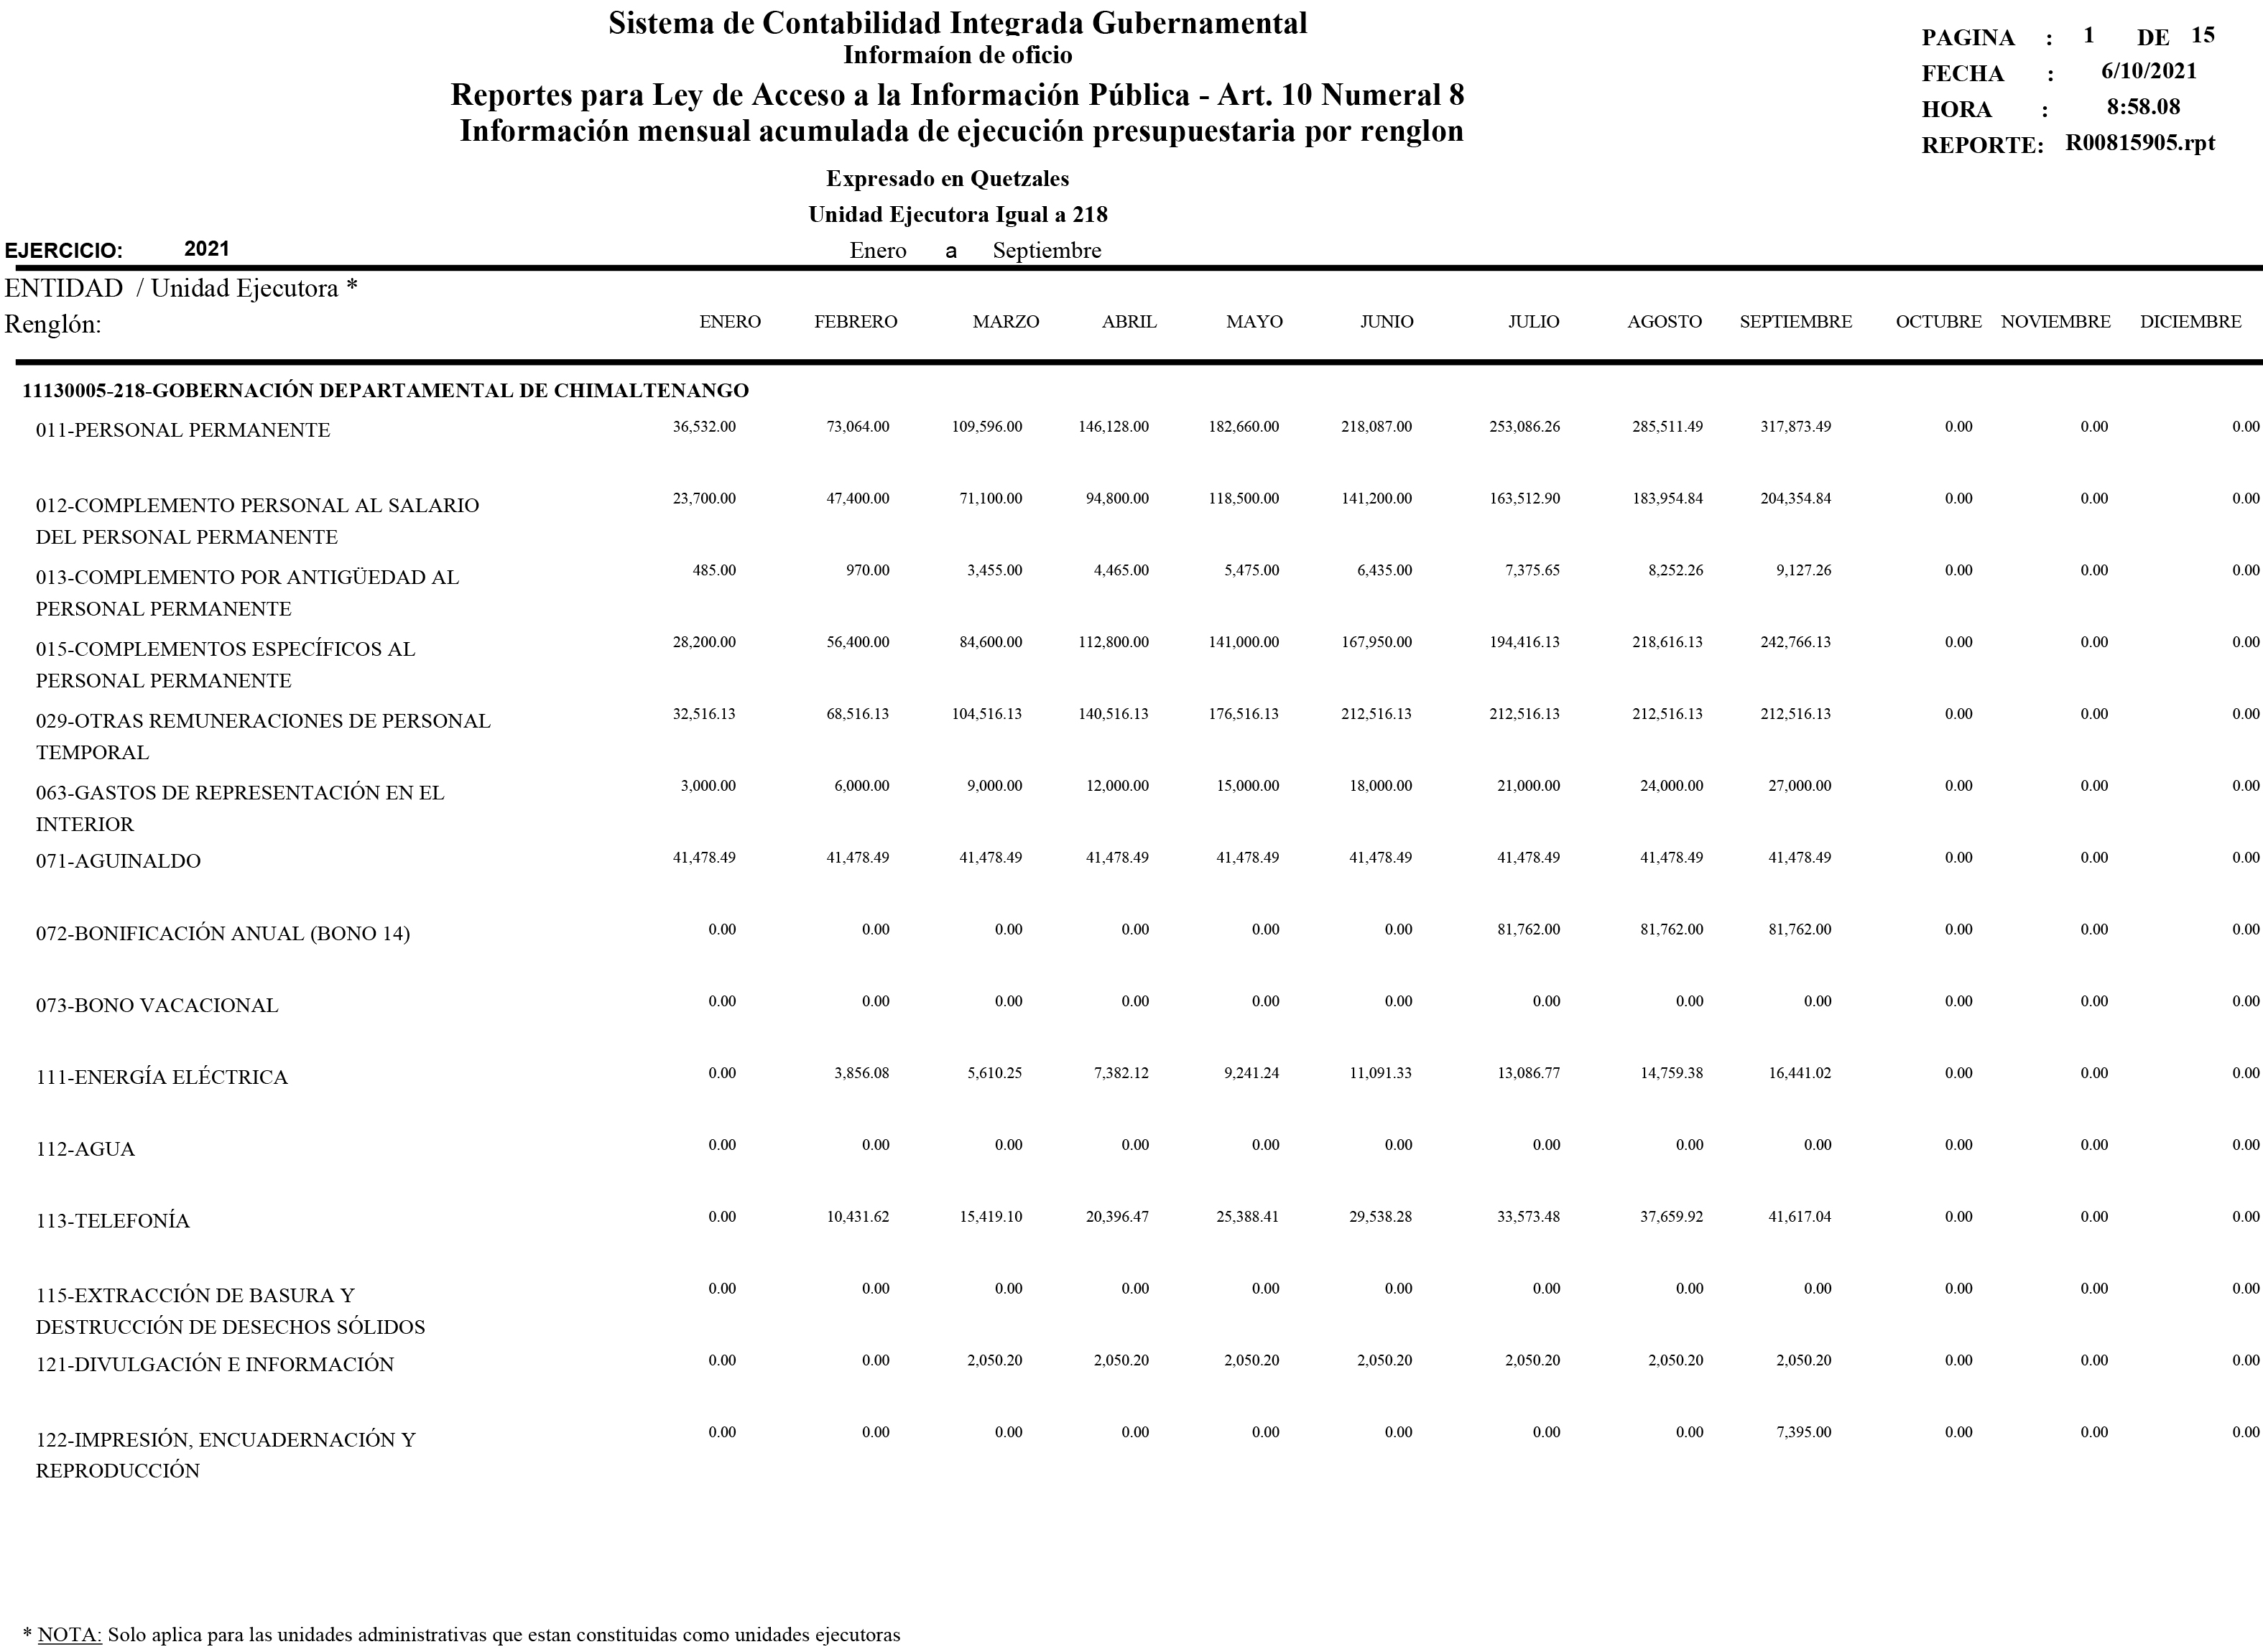 Sistema de Contabilidad Integrada Gubernamental
Informaíon de oficio
Reportes para Ley de Acceso a la Información Pública - Art. 10 Numeral 8
Información mensual acumulada de ejecución presupuestaria por renglon
Expresado en Quetzales
Unidad Ejecutora Igual a 218
PAGINA : 1 DE 15
FECHA : 6/10/2021
HORA : 8:58.08
REPORTE: R00815905.rpt
EJERCICIO: 2021 Enero a Septiembre
ENTIDAD / Unidad Ejecutora *
Renglón: ENERO FEBRERO MARZO ABRIL MAYO JUNIO JULIO AGOSTO SEPTIEMBRE OCTUBRE NOVIEMBRE DICIEMBRE
11130005-218-GOBERNACIÓN DEPARTAMENTAL DE CHIMALTENANGO
011-PERSONAL PERMANENTE 36,532.00 73,064.00 109,596.00 146,128.00 182,660.00 218,087.00 253,086.26 285,511.49 317,873.49 0.00 0.00 0.00
012-COMPLEMENTO PERSONAL AL SALARIO 23,700.00 47,400.00 71,100.00 94,800.00 118,500.00 141,200.00 163,512.90 183,954.84 204,354.84 0.00 0.00 0.00
DEL PERSONAL PERMANENTE
013-COMPLEMENTO POR ANTIGÜEDAD AL 485.00 970.00 3,455.00 4,465.00 5,475.00 6,435.00 7,375.65 8,252.26 9,127.26 0.00 0.00 0.00
PERSONAL PERMANENTE
015-COMPLEMENTOS ESPECÍFICOS AL 28,200.00 56,400.00 84,600.00 112,800.00 141,000.00 167,950.00 194,416.13 218,616.13 242,766.13 0.00 0.00 0.00
PERSONAL PERMANENTE
029-OTRAS REMUNERACIONES DE PERSONAL 32,516.13 68,516.13 104,516.13 140,516.13 176,516.13 212,516.13 212,516.13 212,516.13 212,516.13 0.00 0.00 0.00
TEMPORAL
063-GASTOS DE REPRESENTACIÓN EN EL 3,000.00 6,000.00 9,000.00 12,000.00 15,000.00 18,000.00 21,000.00 24,000.00 27,000.00 0.00 0.00 0.00
INTERIOR
071-AGUINALDO 41,478.49 41,478.49 41,478.49 41,478.49 41,478.49 41,478.49 41,478.49 41,478.49 41,478.49 0.00 0.00 0.00
072-BONIFICACIÓN ANUAL (BONO 14) 0.00 0.00 0.00 0.00 0.00 0.00 81,762.00 81,762.00 81,762.00 0.00 0.00 0.00
073-BONO VACACIONAL 0.00 0.00 0.00 0.00 0.00 0.00 0.00 0.00 0.00 0.00 0.00 0.00
111-ENERGÍA ELÉCTRICA 0.00 3,856.08 5,610.25 7,382.12 9,241.24 11,091.33 13,086.77 14,759.38 16,441.02 0.00 0.00 0.00
112-AGUA 0.00 0.00 0.00 0.00 0.00 0.00 0.00 0.00 0.00 0.00 0.00 0.00
113-TELEFONÍA 0.00 10,431.62 15,419.10 20,396.47 25,388.41 29,538.28 33,573.48 37,659.92 41,617.04 0.00 0.00 0.00
115-EXTRACCIÓN DE BASURA Y 0.00 0.00 0.00 0.00 0.00 0.00 0.00 0.00 0.00 0.00 0.00 0.00
DESTRUCCIÓN DE DESECHOS SÓLIDOS
121-DIVULGACIÓN E INFORMACIÓN 0.00 0.00 2,050.20 2,050.20 2,050.20 2,050.20 2,050.20 2,050.20 2,050.20 0.00 0.00 0.00
122-IMPRESIÓN, ENCUADERNACIÓN Y 0.00 0.00 0.00 0.00 0.00 0.00 0.00 0.00 7,395.00 0.00 0.00 0.00
REPRODUCCIÓN
* NOTA: Solo aplica para las unidades administrativas que estan constituidas como unidades ejecutoras